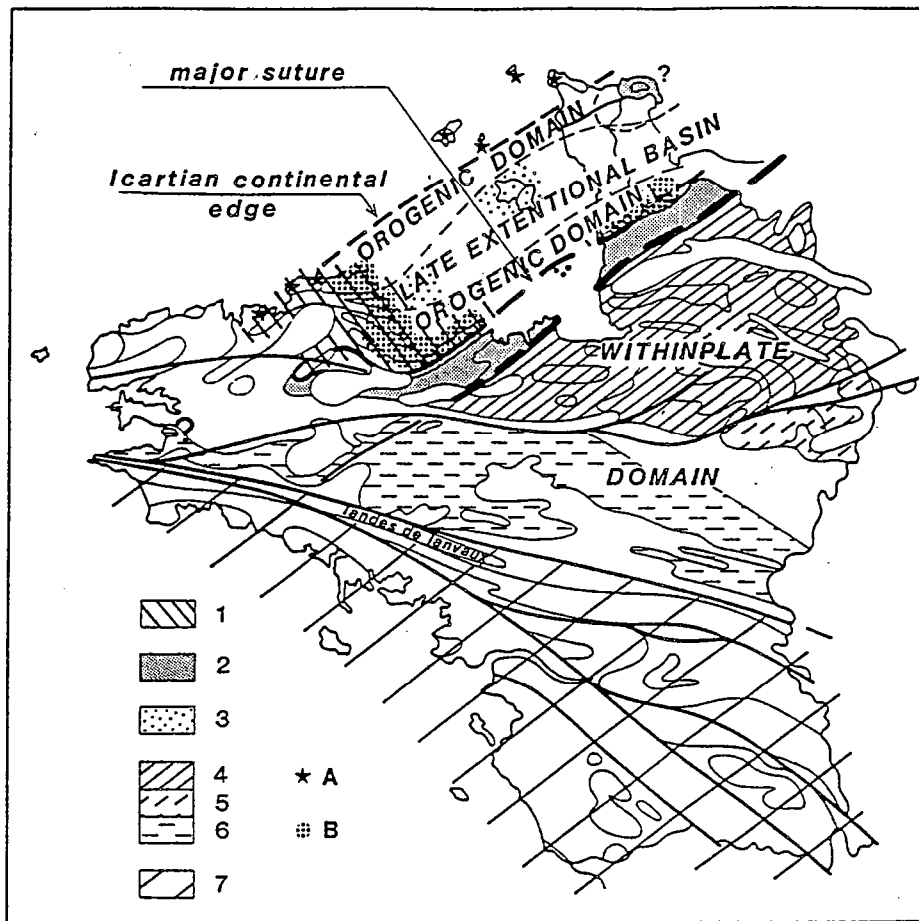 major suture
?
Icartian continental
edge
OROGENIC DOMAIN
LATE EXTENTIONAL BASIN
OROGENIC DOMAIN
WITHINPLATE
DOMAIN
landes de lanvaux
1
2
3
4
5
6
7
A
B